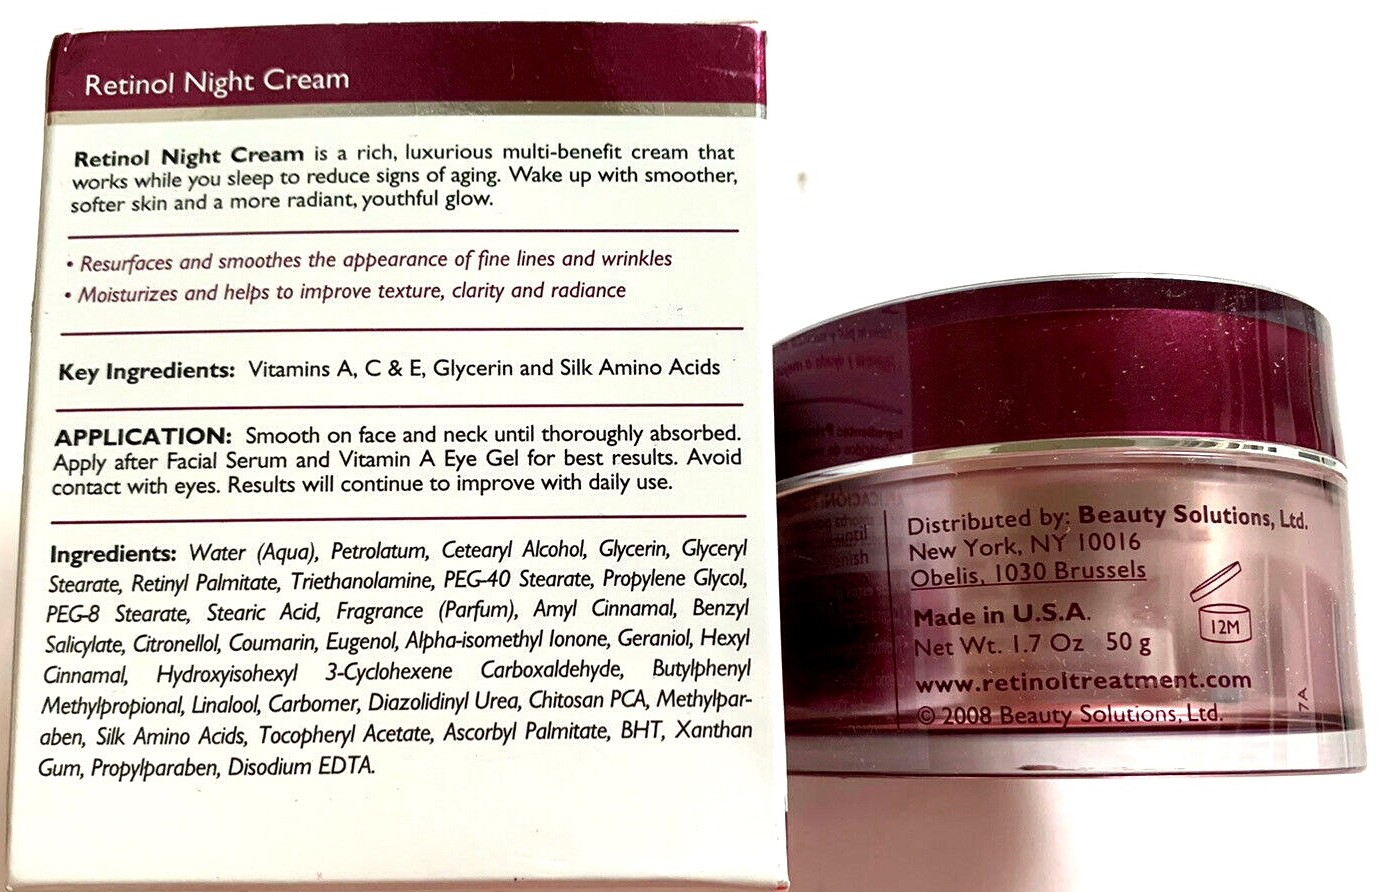 Retinol Night Cream
Retinol Night Cream is a rich, luxurious multi-benefit cream that
works while you sleep to reduce signs of aging. Wake up with smoother,
softer skin and a more radiant, youthful glow.
• Resurfaces and smoothes the appearance of fine lines and wrinkles
• Moisturizes and helps to improve texture, clarity and radiance
Key Ingredients: Vitamins A, C & E, Glycerin and Silk Amino Acids
APPLICATION: Smooth on face and neck until thoroughly absorbed.
Apply after Facial Serum and Vitamin A Eye Gel for best results. Avoid
contact with eyes. Results will continue to improve with daily use.
Ingredients: Water (Aqua), Petrolatum, Cetearyl Alcohol, Glycerin, Glyceryl
Stearate, Retinyl Palmitate, Triethanolamine, PEG-40 Stearate, Propylene Glycol,
PEG-8 Stearate, Stearic Acid, Fragrance (Parfum), Amyl Cinnamal, Benzyl
Salicylate, Citronellol, Coumarin, Eugenol, Alpha-isomethyl Ionone, Geraniol, Hexyl
Cinnamal, Hydroxyisohexyl 3-Cyclohexene Carboxaldehyde, Butylphenyl
Methylpropional, Linalool, Carbomer, Diazolidinyl Urea, Chitosan PCA, Methylpar-
aben, Silk Amino Acids, Tocopheryl Acetate, Ascorbyl Palmitate, BHT, Xanthan
Gum, Propylparaben, Disodium EDTA.
Distributed by: Beauty Solutions, Ltd.
New York, NY 10016
Obelis, 1030 Brussels
Made in U.S.A.
Net Wt. 1.7 Oz 50 g
www.retinoltreatment.com
© 2008 Beauty Solutions, Ltd.
12M
17A